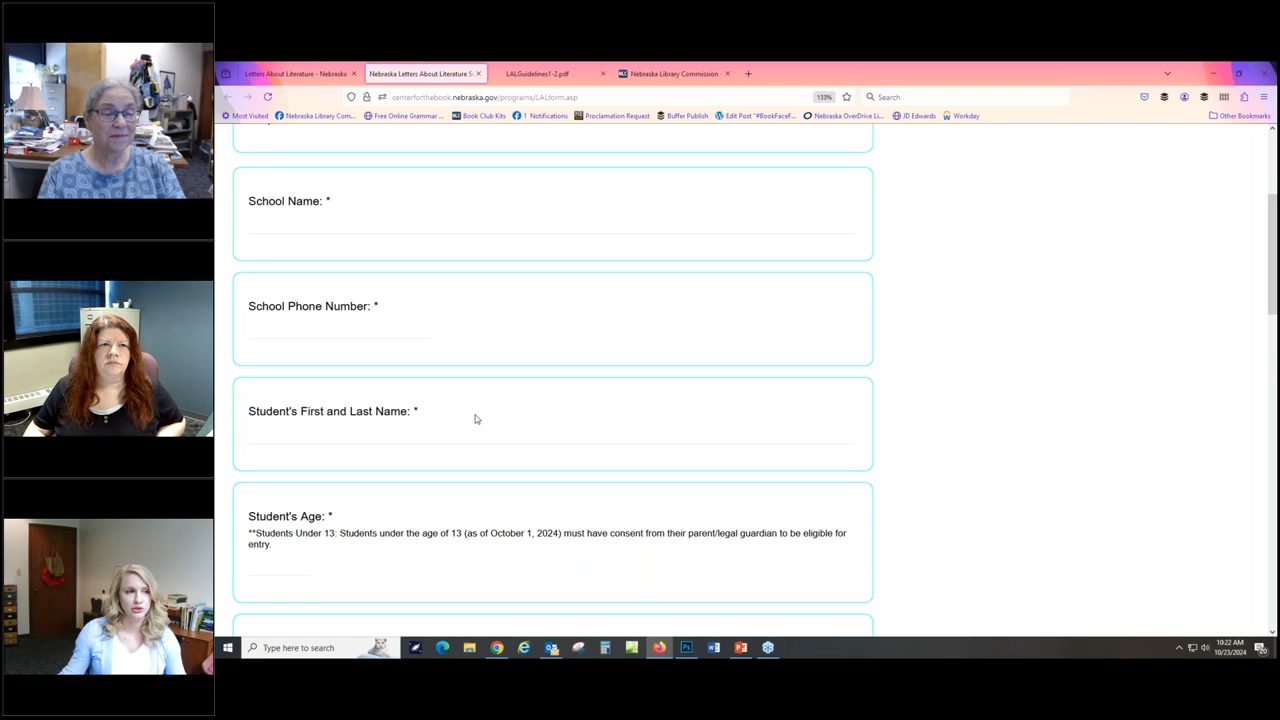 Letters About Literature - Nebraska
Nebraska Letters About Literature S
LALGuidelines1-2.pdf
Nebraska Library Commission
centerforthebook.nebraska.gov/programs/LALform.asp
133%
Search
Most Visited
Nebraska Library Com...
Free Online Grammar ...
Book Club Kits
1 Notifications
Proclamation Request
Buffer Publish
Edit Post "#BookFaceF...
Nebraska OverDrive Li...
JD Edwards
Workday
Other Bookmarks
School Name: *
School Phone Number: *
Student's First and Last Name: *
Student's Age: *
**Students Under 13: Students under the age of 13 (as of October 1, 2024) must have consent from their parent/legal guardian to be eligible for
entry.
Type here to search
10:22 AM
10/23/2024
20